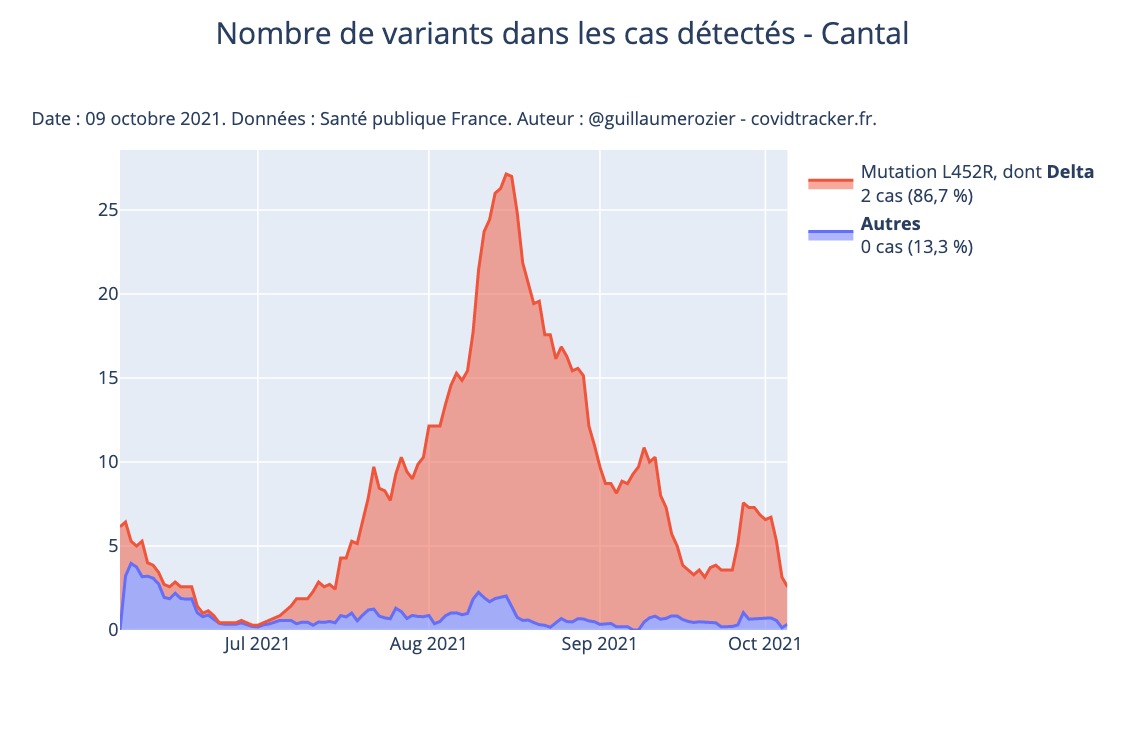 Nombre de variants dans les cas détectés - Cantal
Date : 09 octobre 2021. Données : Santé publique France. Auteur : @guillaumerozier - covidtracker.fr.
Mutation L452R, dont Delta
2 cas (86,7 %)
Autres
0 cas (13,3 %)
25
20
15
10
5
0
Jul 2021
Aug 2021
Sep 2021
Oct 2021